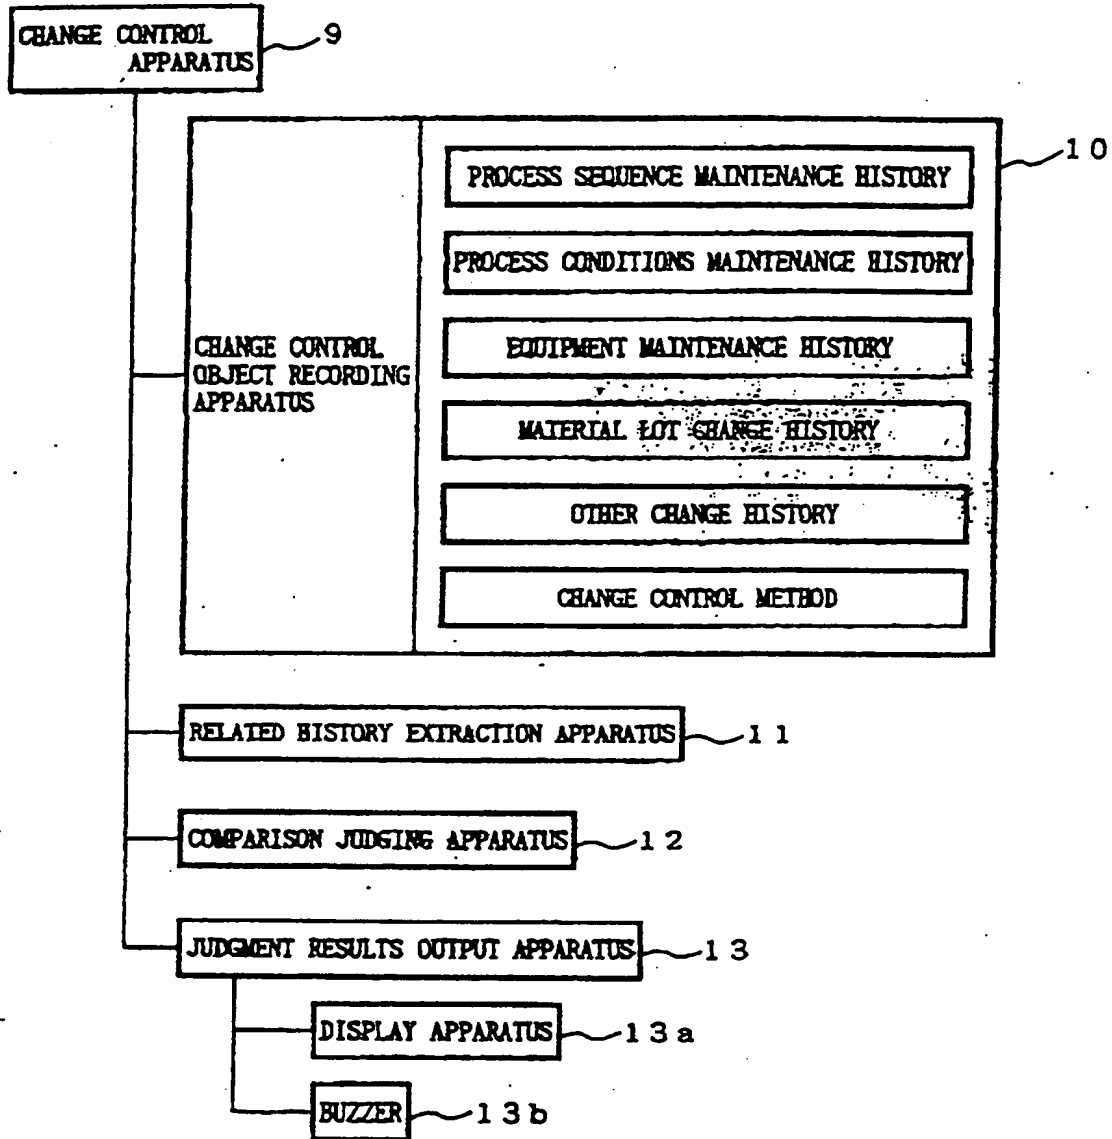 CHANGE CONTROL
APPARATUS
9
10
PROCESS SEQUENCE MAINTENANCE HISTORY
PROCESS CONDITIONS MAINTENANCE HISTORY
EQUIPMENT MAINTENANCE HISTORY
CHANGE CONTROL
OBJECT RECORDING
APPARATUS
MATERIAL LOT CHANGE HISTORY
OTHER CHANGE HISTORY
CHANGE CONTROL METHOD
RELATED HISTORY EXTRACTION APPARATUS
11
COMPARISON JUDGING APPARATUS
12
JUDGMENT RESULTS OUTPUT APPARATUS
13
DISPLAY APPARATUS
13a
BUZZER
13b